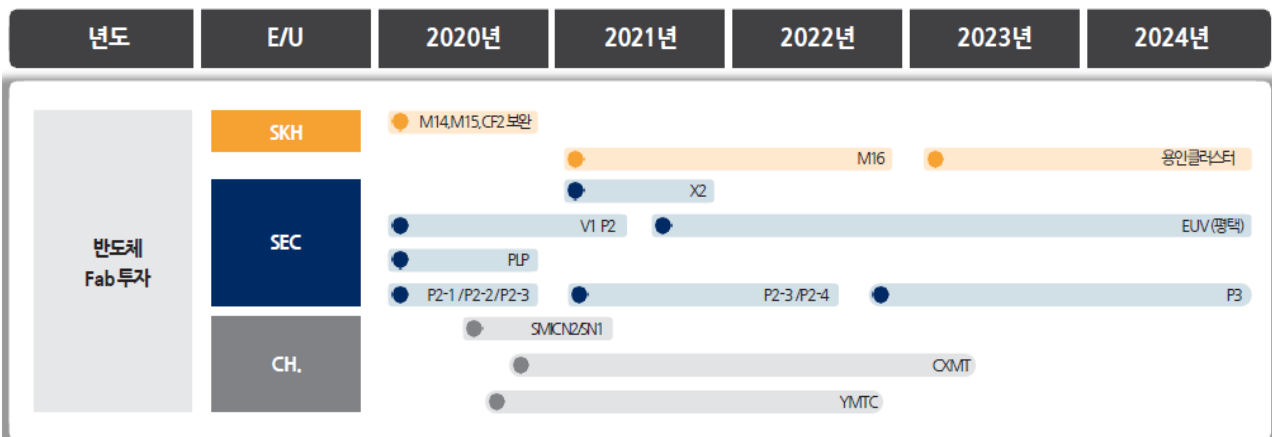 년도 E/U 2020년 2021년 2022년 2023년 2024년
반도체
Fab 투자
SKH
M14,M15,CF2 보완
M16 용인클러스터
SEC
X2
V1 P2 EUV (평택)
PLP
P2-1 /P2-2/P2-3 P2-3 /P2-4 P3
CH.
SMICN2/SN1
CXMT
YMTC